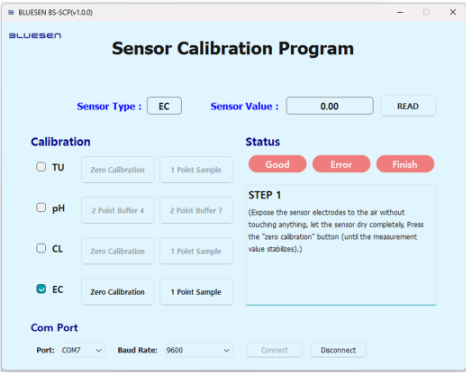 BLUESEN BS-SCP(v1.0.0)
BLUESEN
Sensor Calibration Program
Sensor Type : EC Sensor Value : 0.00 READ
Calibration
TU Zero Calibration 1 Point Sample
pH 2 Point Buffer 4 2 Point Buffer 7
CL Zero Calibration 1 Point Sample
EC Zero Calibration 1 Point Sample
Status
Good Error Finish
STEP 1
(Expose the sensor electrodes to the air without
touching anything, let the sensor dry completely, Press
the "zero calibration" button (until the measurement
value stabilzes).)
Com Port
Port: COM7 Baud Rate: 9600 Connect Disconnect